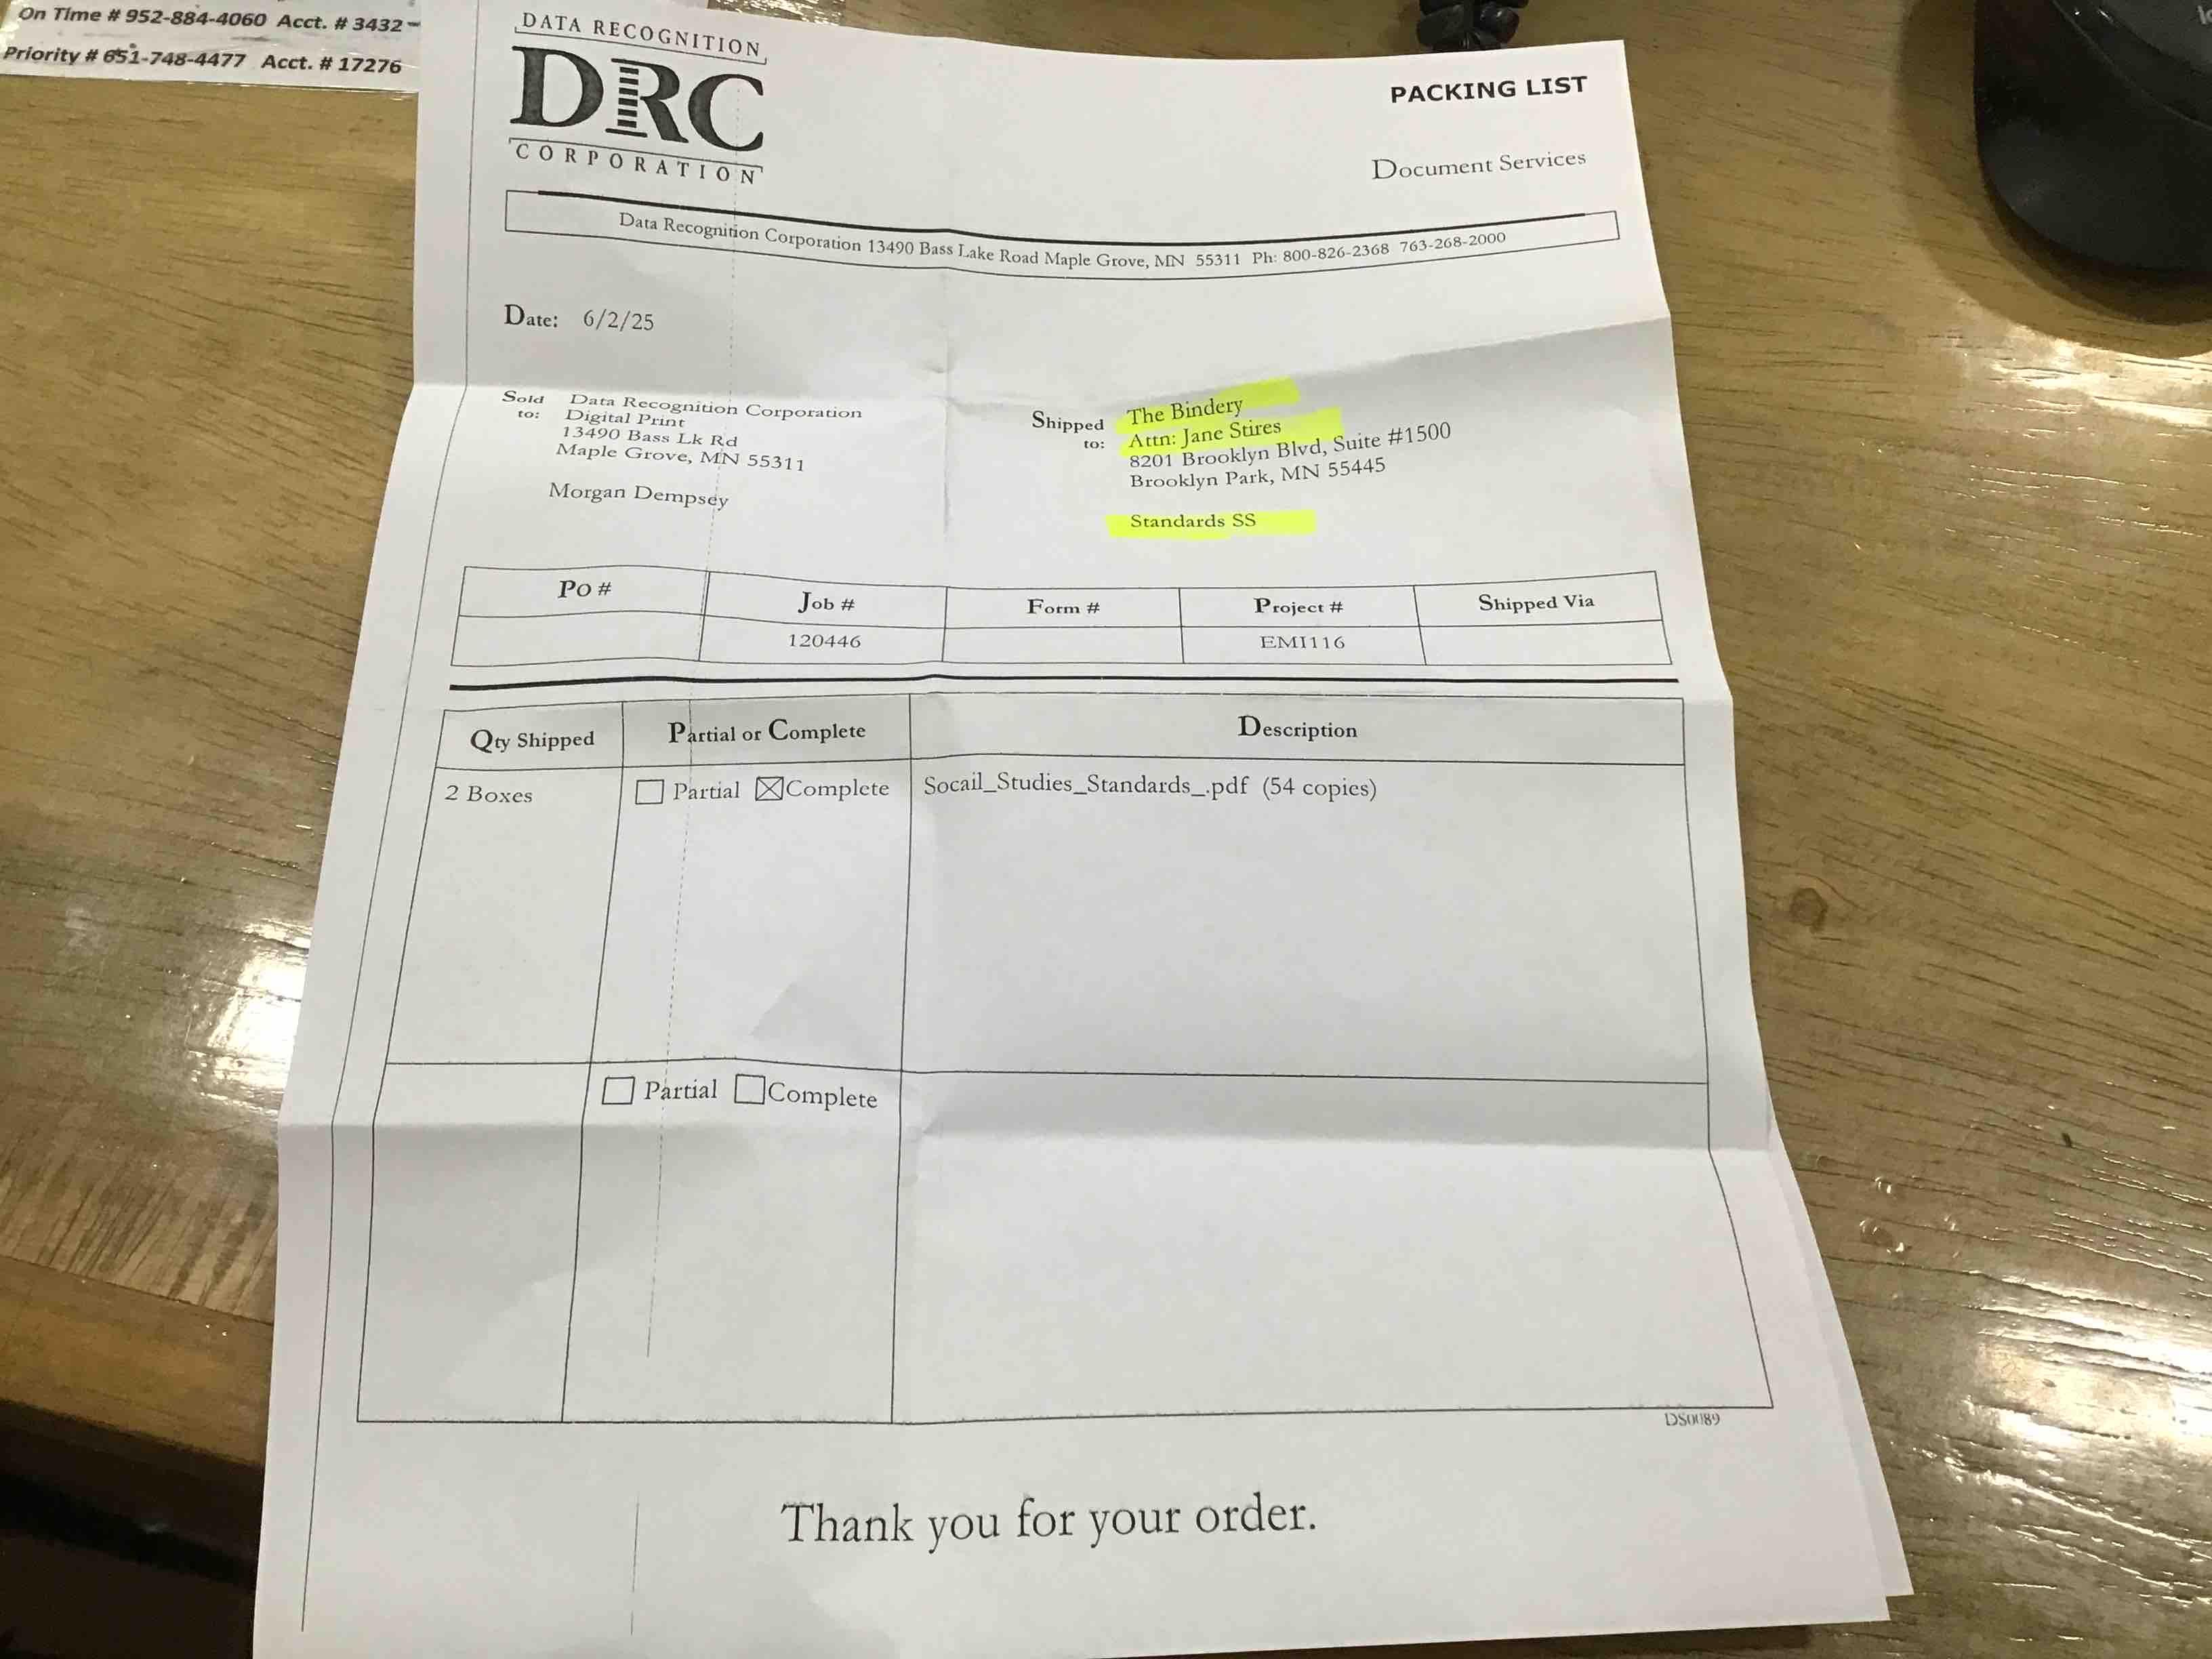 On Time # 952-884-4060 Acct. # 3432
Priority # 651-748-4477 Acct. # 17276
DATA RECOGNITION
DRC
CORPORATION
PACKING LIST
Document Services
Data Recognition Corporation 13490 Bass Lake Road Maple Grove, MN 55311 Ph: 800-826-2368 763-268-2000
Date: 6/2/25
Sold to:
Data Recognition Corporation
Digital Print
13490 Bass Lk Rd
Maple Grove, MN 55311
Morgan Dempsey
Shipped to:
The Bindery
Attn: Jane Stires
8201 Brooklyn Blvd, Suite #1500
Brooklyn Park, MN 55445
Standards SS
Po # Job # Form # Project # Shipped Via
120446 EMI116
Qty Shipped Partial or Complete Description
2 Boxes Partial Complete Socail_Studies_Standards_.pdf (54 copies)
Partial Complete
DS0089
Thank you for your order.